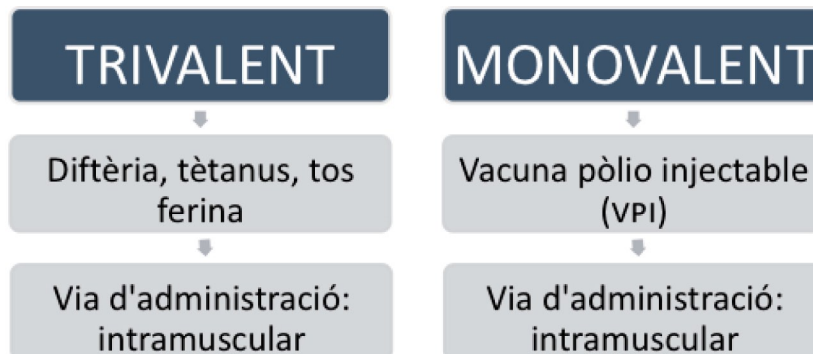 TRIVALENT
Diftèria, tètanus, tos
ferina
Via d'administració:
intramuscular
MONOVALENT
Vacuna pòlio injectable
(VPI)
Via d'administració:
intramuscular